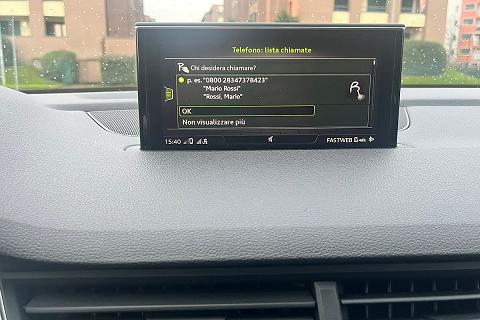 Telefono: lista chiamate
Chi desidera chiamare?
p. es. "0800 28347378423"
"Mario Rossi"
"Rossi, Mario"
OK
Non visualizzare più
15:40 FASTWEB